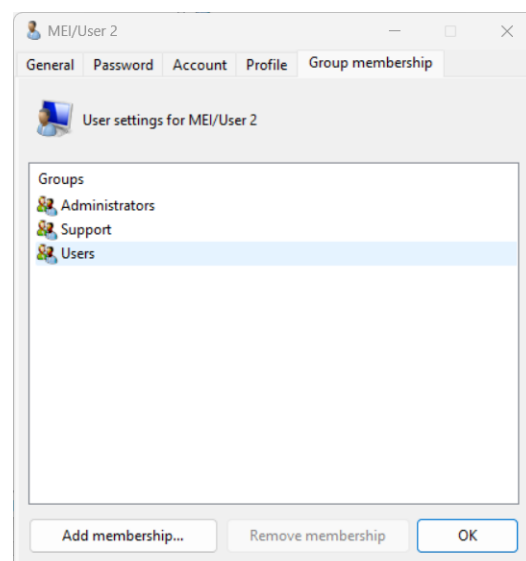 MEI/User 2
General Password Account Profile Group membership
User settings for MEI/User 2
Groups
Administrators
Support
Users
Add membership... Remove membership OK